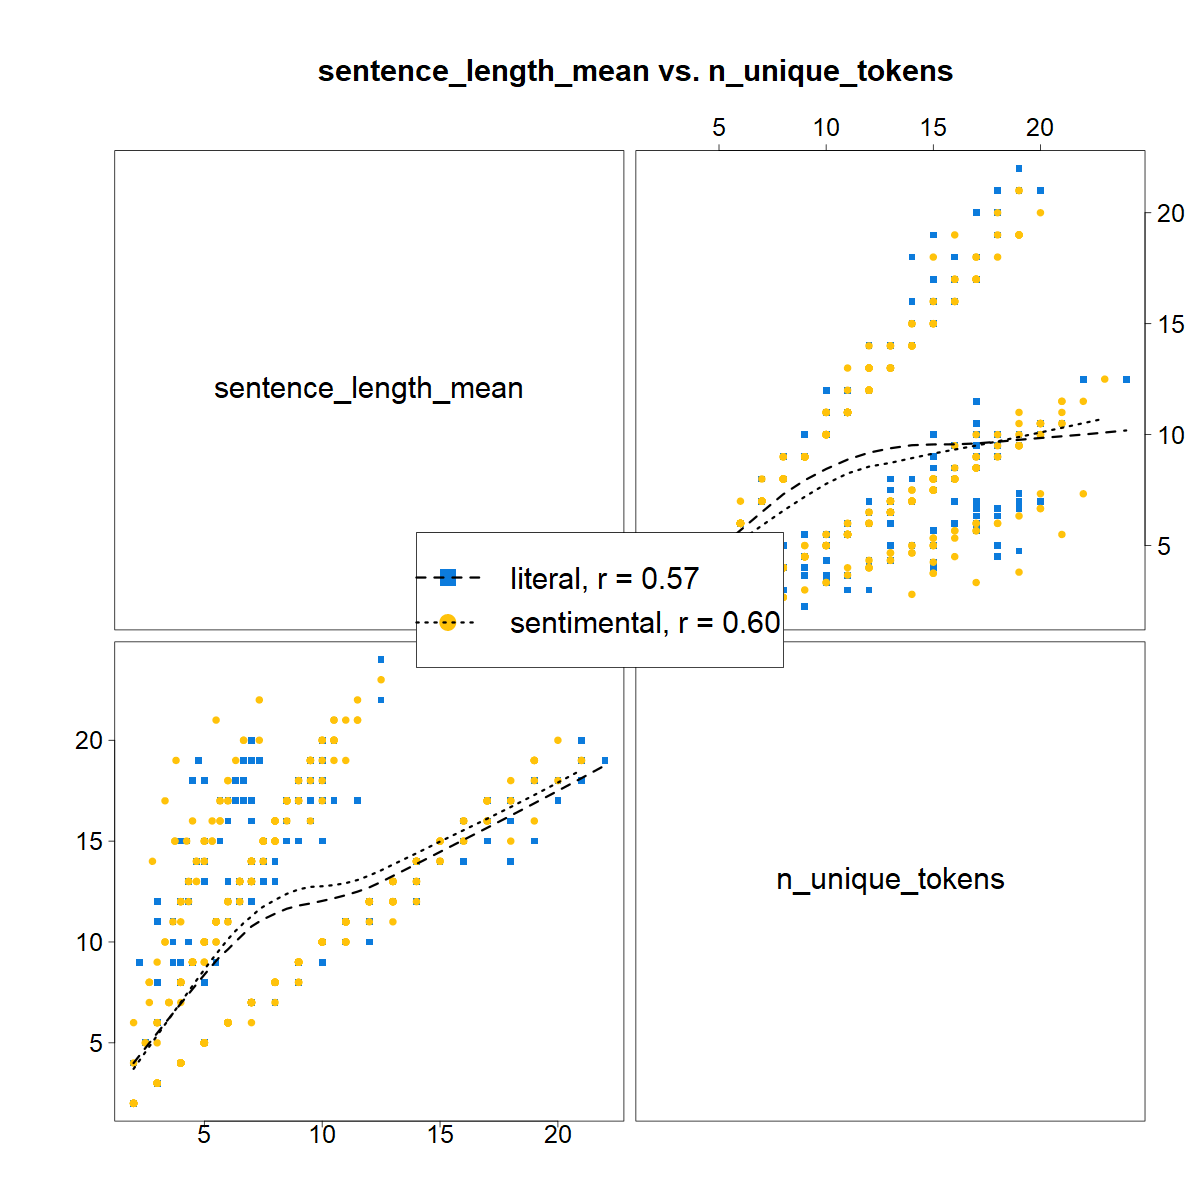 sentence_length_mean vs. n_unique_tokens
5 10 15 20
sentence_length_mean
20
15
10
5
literal, r = 0.57
sentimental, r = 0.60
20
15
10
5
n_unique_tokens
5 10 15 20